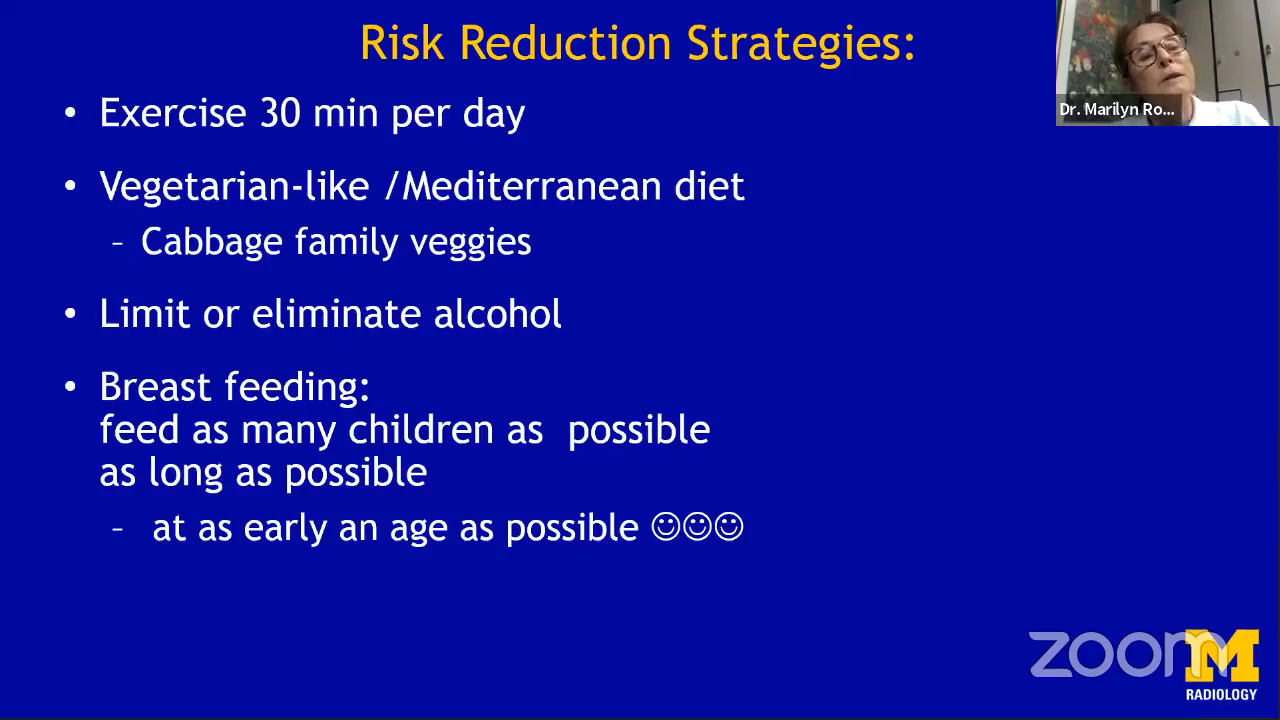 Risk Reduction Strategies:
• Exercise 30 min per day
• Vegetarian-like /Mediterranean diet
– Cabbage family veggies
• Limit or eliminate alcohol
• Breast feeding:
feed as many children as possible
as long as possible
– at as early an age as possible ☺☺☺
Dr. Marilyn Ro...
zoom
M
RADIOLOGY